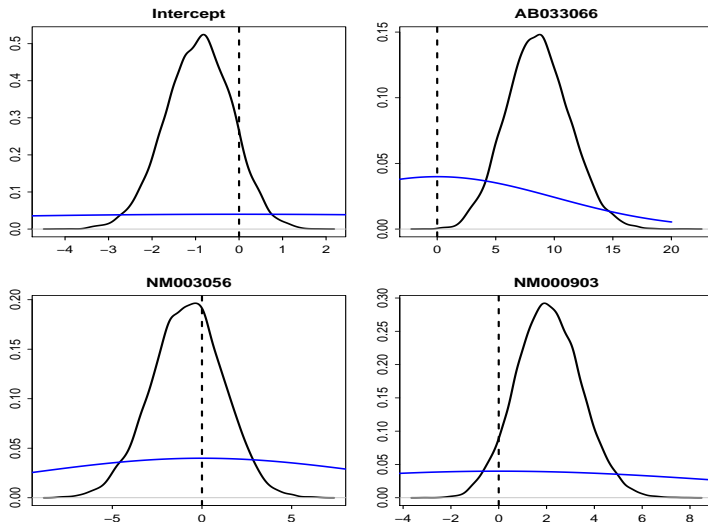 Intercept
0.0 0.1 0.2 0.3 0.4 0.5
−4 −3 −2 −1 0 1 2
AB033066
0.00 0.05 0.10 0.15
0 5 10 15 20
NM003056
0.00 0.05 0.10 0.15 0.20
−5 0 5
NM000903
0.00 0.05 0.10 0.15 0.20 0.25 0.30
−4 −2 0 2 4 6 8